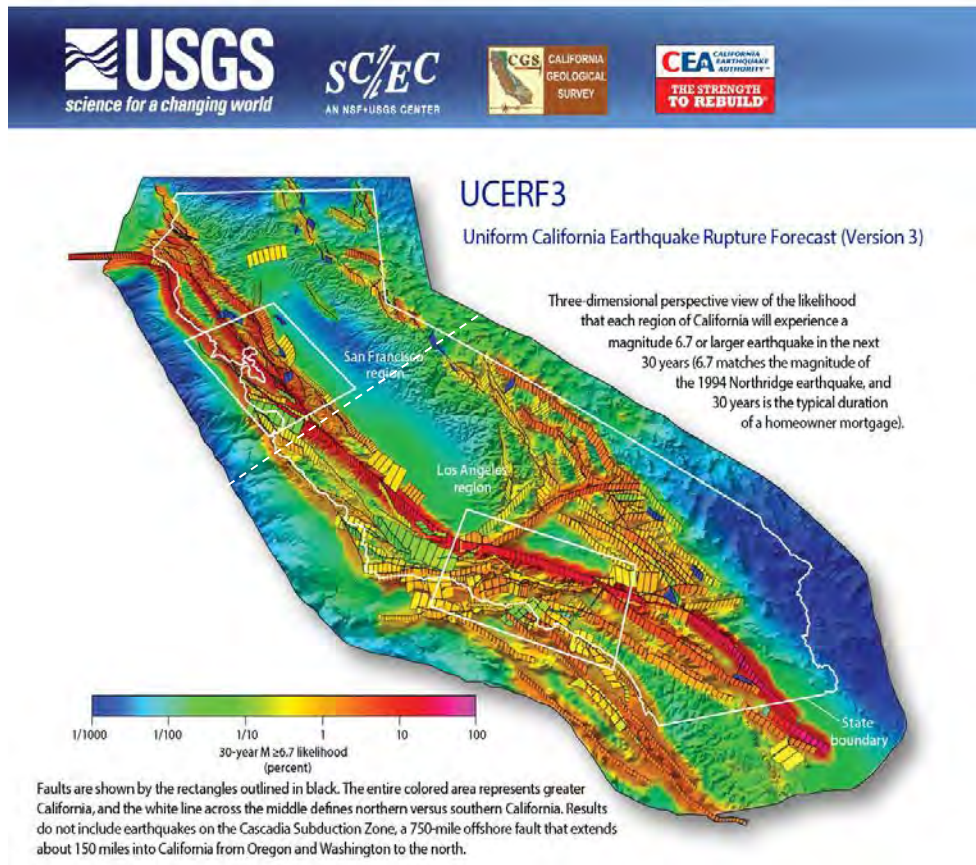 USGS
science for a changing world
SC/EC
AN NSF+USGS CENTER
CGS
CALIFORNIA
GEOLOGICAL
SURVEY
CEA CALIFORNIA
EARTHQUAKE
AUTHORITY™
THE STRENGTH
TO REBUILD®
UCERF3
Uniform California Earthquake Rupture Forecast (Version 3)
Three-dimensional perspective view of the likelihood
that each region of California will experience a
magnitude 6.7 or larger earthquake in the next
30 years (6.7 matches the magnitude of
the 1994 Northridge earthquake, and
30 years is the typical duration
of a homeowner mortgage).
San Francisco
region
Los Angeles
region
State
boundary
1/1000 1/100 1/10 1 10 100
30-year M ≥6.7 likelihood
(percent)
Faults are shown by the rectangles outlined in black. The entire colored area represents greater
California, and the white line across the middle defines northern versus southern California. Results
do not include earthquakes on the Cascadia Subduction Zone, a 750-mile offshore fault that extends
about 150 miles into California from Oregon and Washington to the north.